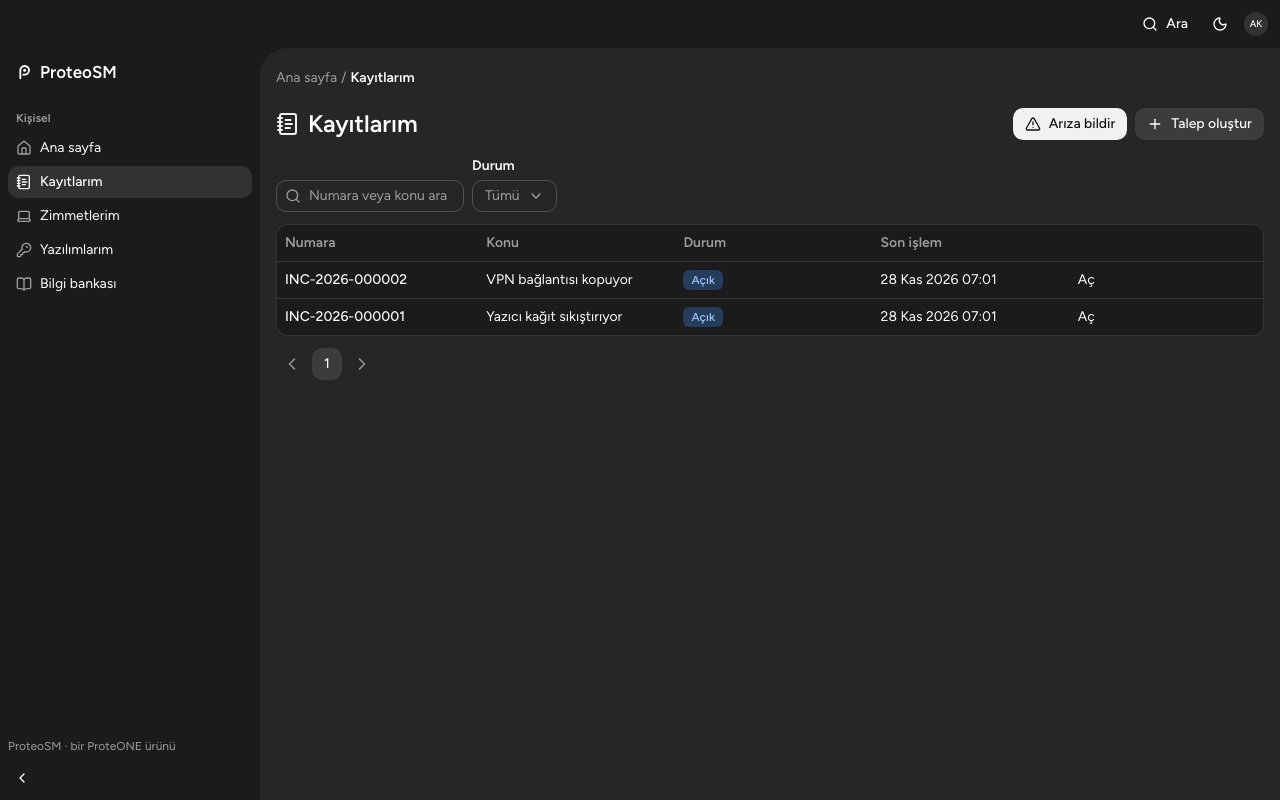 Ara
AK
ProteoSM
Kişisel
Ana sayfa
Kayıtlarım
Zimmetlerim
Yazılımlarım
Bilgi bankası
ProteoSM · bir ProteONE ürünü
Ana sayfa / Kayıtlarım
Kayıtlarım
Arıza bildir
Talep oluştur
Durum
Numara veya konu ara
Tümü
Numara Konu Durum Son işlem
INC-2026-000002 VPN bağlantısı kopuyor Açık 28 Kas 2026 07:01 Aç
INC-2026-000001 Yazıcı kağıt sıkıştırıyor Açık 28 Kas 2026 07:01 Aç
1